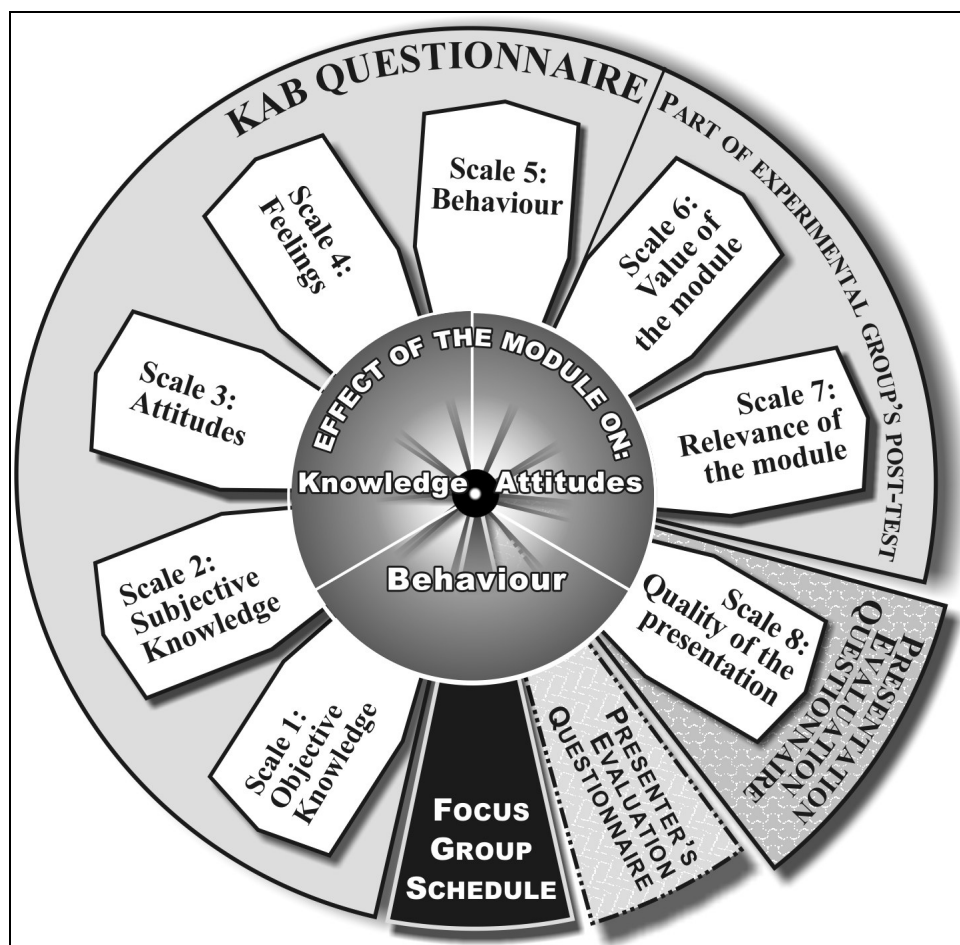 KAB QUESTIONNAIRE
PART OF EXPERIMENTAL GROUP'S POST-TEST
Scale 5:
Behaviour
Scale 4:
Feelings
Scale 6:
Value of
the module
Scale 3:
Attitudes
Scale 7:
Relevance of
the module
EFFECT OF THE MODULE ON:
Knowledge
Attitudes
Behaviour
Scale 2:
Subjective
Knowledge
Scale 8:
Quality of the
presentation
PRESENTATION
EVALUATION
QUESTIONNAIRE
Scale 1:
Objective
Knowledge
FOCUS
GROUP
SCHEDULE
PRESENTER'S
EVALUATION
QUESTIONNAIRE